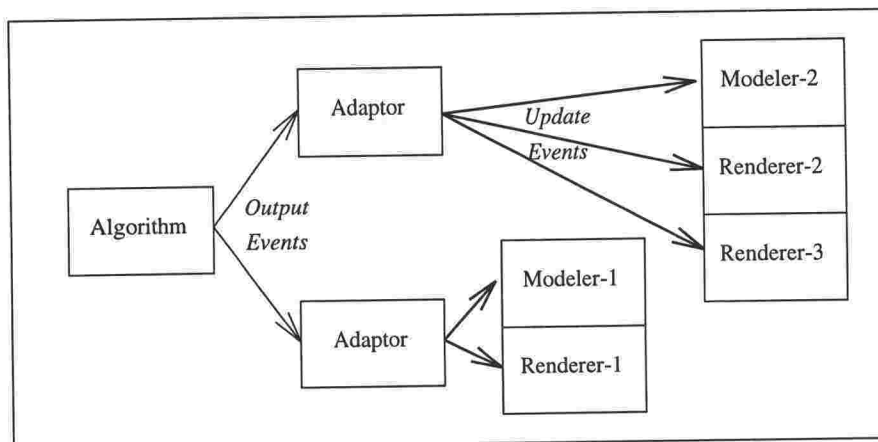 Modeler-2
Adaptor
Update
Events
Renderer-2
Output
Events
Algorithm
Renderer-3
Modeler-1
Adaptor
Renderer-1